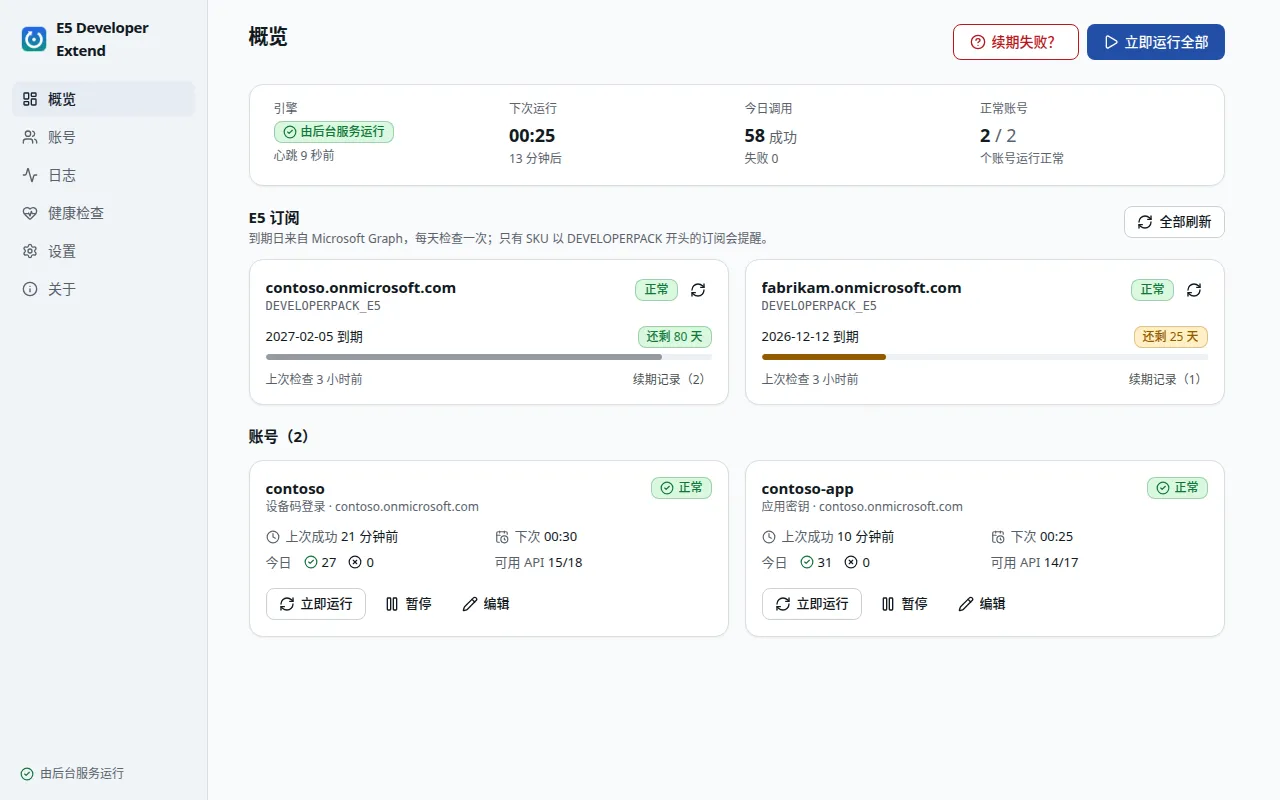 E5 Developer
Extend
概览
账号
日志
健康检查
设置
关于
由后台服务运行
概览
续期失败？
立即运行全部
引擎
由后台服务运行
心跳 9 秒前
下次运行
00:25
13 分钟后
今日调用
58 成功
失败 0
正常账号
2 / 2
个账号运行正常
E5 订阅
到期日来自 Microsoft Graph，每天检查一次；只有 SKU 以 DEVELOPERPACK 开头的订阅会提醒。
全部刷新
contoso.onmicrosoft.com
正常
DEVELOPERPACK_E5
2027-02-05 到期
还剩 80 天
上次检查 3 小时前
续期记录（2）
fabrikam.onmicrosoft.com
正常
DEVELOPERPACK_E5
2026-12-12 到期
还剩 25 天
上次检查 3 小时前
续期记录（1）
账号（2）
contoso
正常
设备码登录 · contoso.onmicrosoft.com
上次成功 21 分钟前
下次 00:30
今日 27 0
可用 API 15/18
立即运行
暂停
编辑
contoso-app
正常
应用密钥 · contoso.onmicrosoft.com
上次成功 10 分钟前
下次 00:25
今日 31 0
可用 API 14/17
立即运行
暂停
编辑